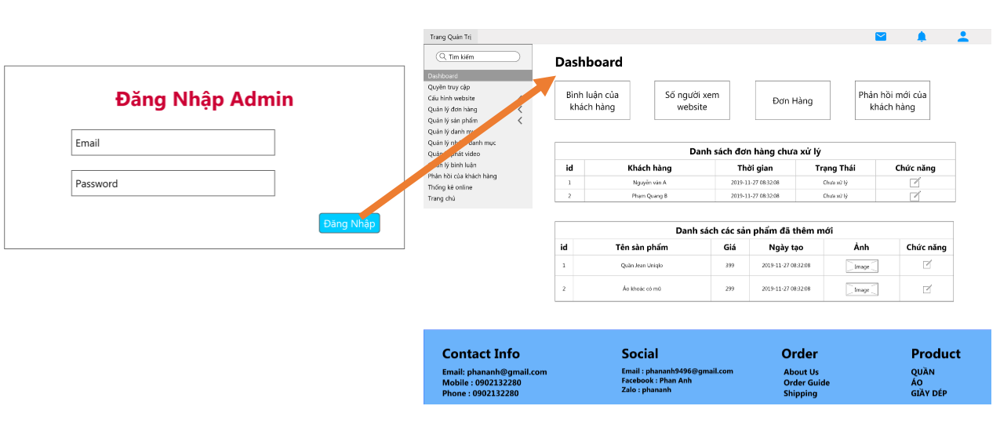 Đăng Nhập Admin
Email
Password
Đăng Nhập
Trang Quản Trị
Tìm kiếm
Dashboard
Quyền truy cập
Cấu hình website
Quản lý đơn hàng
Quản lý sản phẩm
Quản lý danh mục
Quản lý nhóm danh mục
Quản lý phát video
Quản lý bình luận
Phản hồi của khách hàng
Thống kê online
Trang chủ
Dashboard
Bình luận của
khách hàng
Số người xem
website
Đơn Hàng
Phản hồi mới của
khách hàng
Danh sách đơn hàng chưa xử lý
id Khách hàng Thời gian Trạng Thái Chức năng
1 Nguyễn văn A 2019-11-27 08:32:08 Chưa xử lý
2 Phạm Quang B 2019-11-27 08:32:08 Chưa xử lý
Danh sách các sản phẩm đã thêm mới
id Tên sản phẩm Giá Ngày tạo Ảnh Chức năng
1 Quần Jean Uniqlo 399 2019-11-27 08:32:08 Image
2 Áo khoác có mũ 299 2019-11-27 08:32:08 Image
Contact Info
Email: phananh@gmail.com
Mobile : 0902132280
Phone : 0902132280
Social
Email : phananh9496@gmail.com
Facebook : Phan Anh
Zalo : phananh
Order
About Us
Order Guide
Shipping
Product
QUẦN
ÁO
GIẦY DÉP